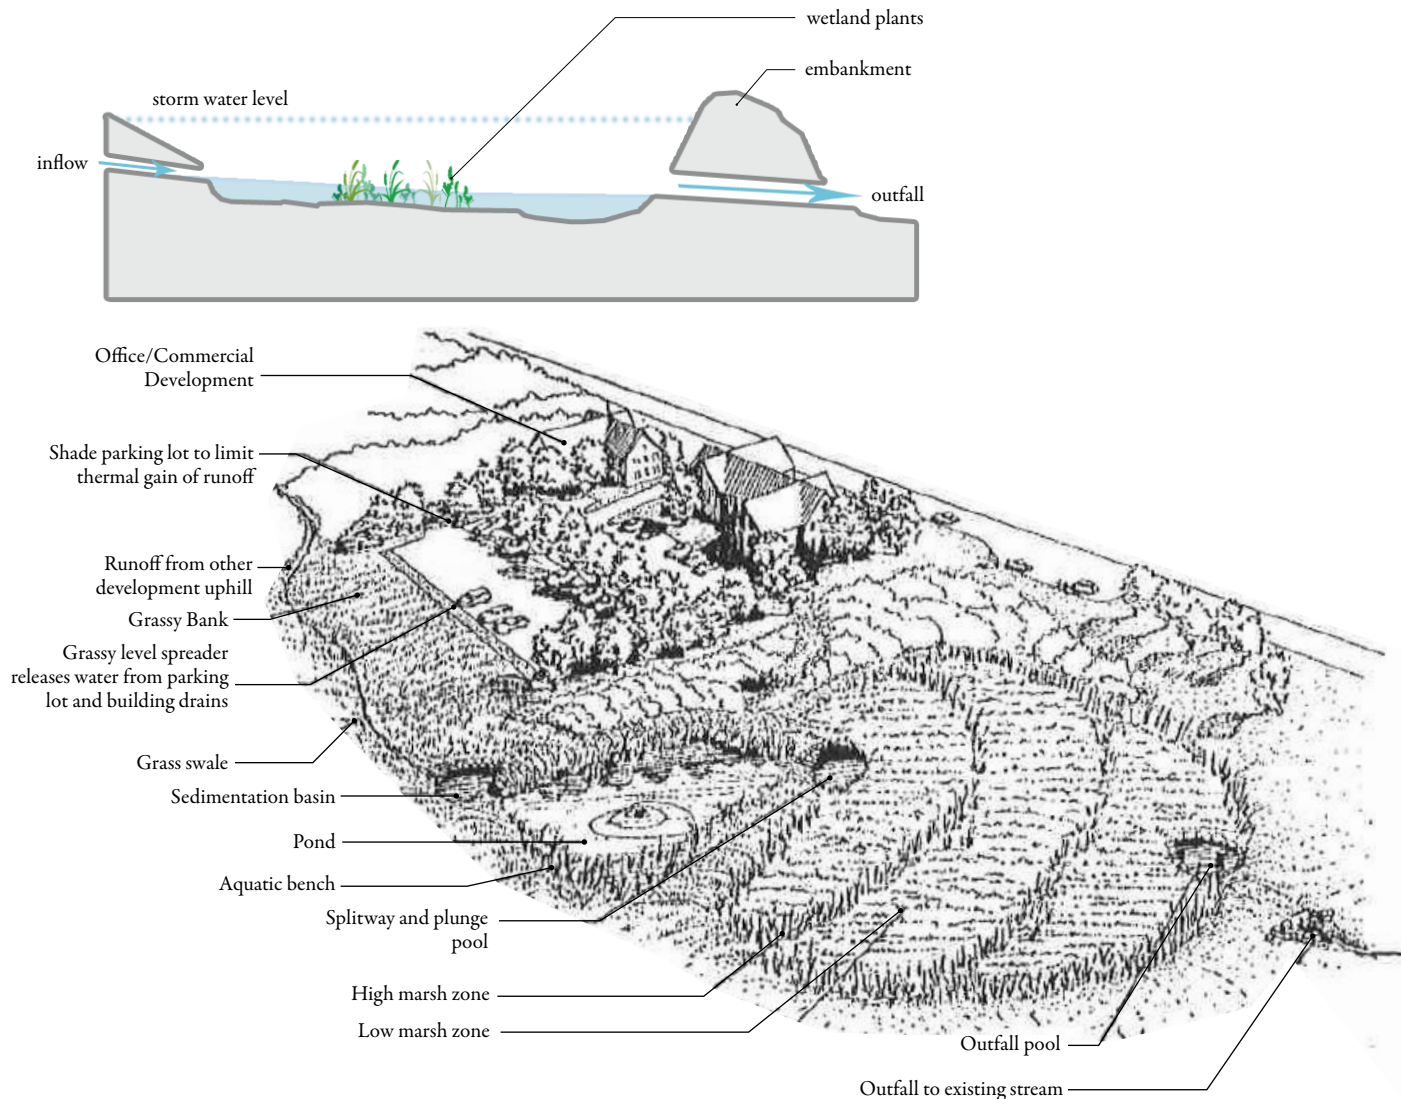 wetland plants
embankment
storm water level
inflow
outfall
Office/Commercial
Development
Shade parking lot to limit
thermal gain of runoff
Runoff from other
development uphill
Grassy Bank
Grassy level spreader
releases water from parking
lot and building drains
Grass swale
Sedimentation basin
Pond
Aquatic bench
Splitway and plunge
pool
High marsh zone
Low marsh zone
Outfall pool
Outfall to existing stream